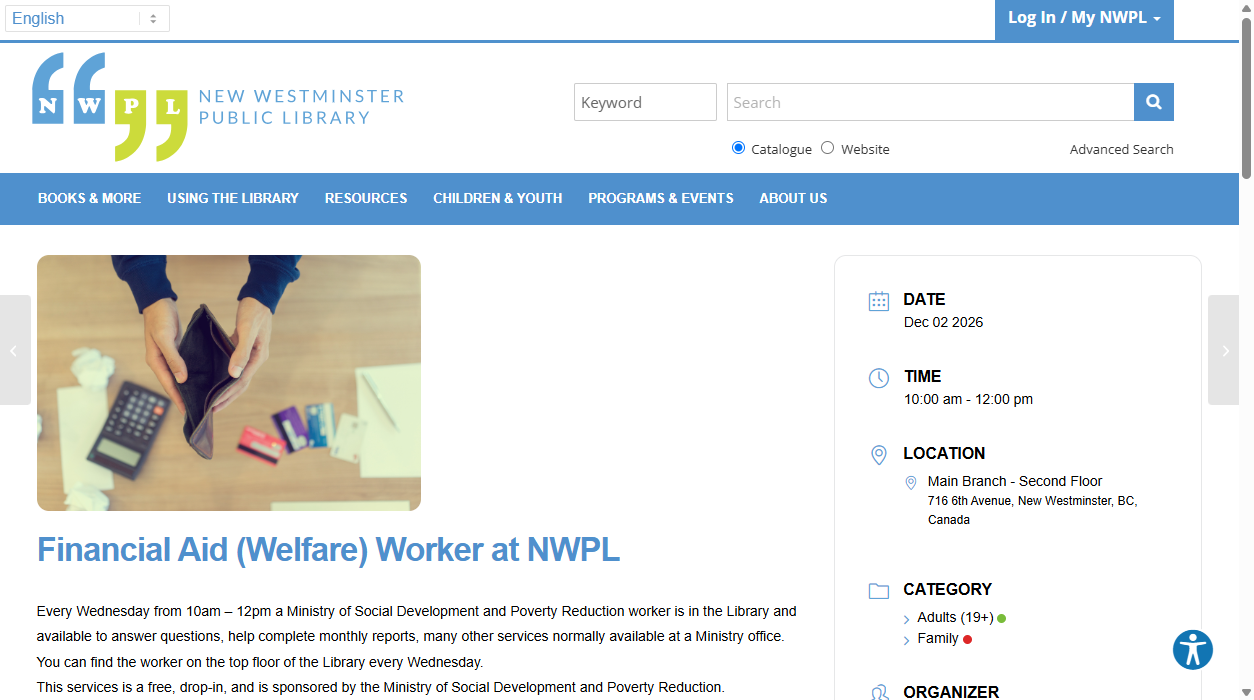 English
Log In / My NWPL
N W P L
NEW WESTMINSTER
PUBLIC LIBRARY
Keyword
Search
Catalogue
Website
Advanced Search
BOOKS & MORE
USING THE LIBRARY
RESOURCES
CHILDREN & YOUTH
PROGRAMS & EVENTS
ABOUT US
Financial Aid (Welfare) Worker at NWPL
Every Wednesday from 10am – 12pm a Ministry of Social Development and Poverty Reduction worker is in the Library and
available to answer questions, help complete monthly reports, many other services normally available at a Ministry office.
You can find the worker on the top floor of the Library every Wednesday.
This services is a free, drop-in, and is sponsored by the Ministry of Social Development and Poverty Reduction.
DATE
Dec 02 2026
TIME
10:00 am - 12:00 pm
LOCATION
Main Branch - Second Floor
716 6th Avenue, New Westminster, BC,
Canada
CATEGORY
Adults (19+)
Family
ORGANIZER